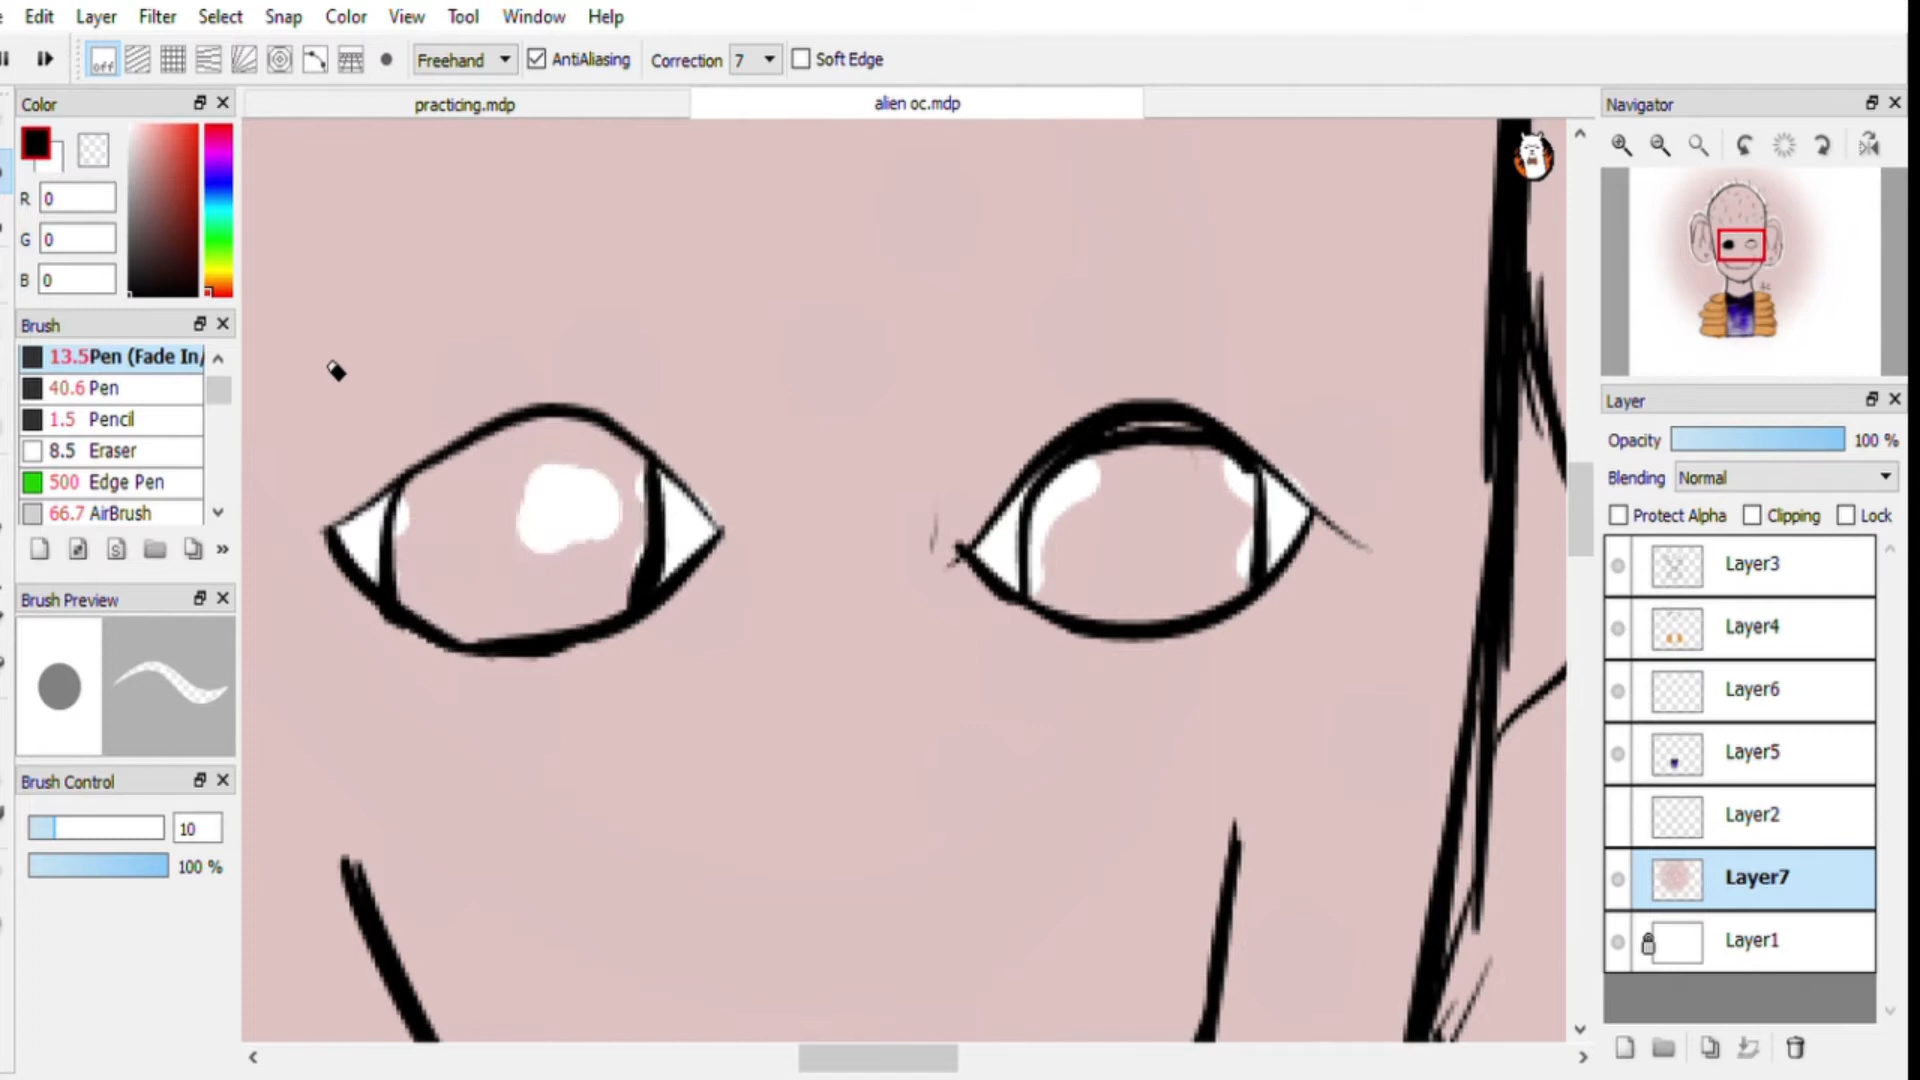 Edit Layer Filter Select Snap Color View Tool Window Help
off Freehand AntiAliasing Correction 7 Soft Edge
Color
practicing.mdp
alien oc.mdp
Navigator
R 0
G 0
B 0
Brush
13.5Pen (Fade In/
40.6 Pen
1.5 Pencil
8.5 Eraser
500 Edge Pen
66.7 AirBrush
Brush Preview
Brush Control
10
100 %
Layer
Opacity 100 %
Blending Normal
Protect Alpha Clipping Lock
Layer3
Layer4
Layer6
Layer5
Layer2
Layer7
Layer1